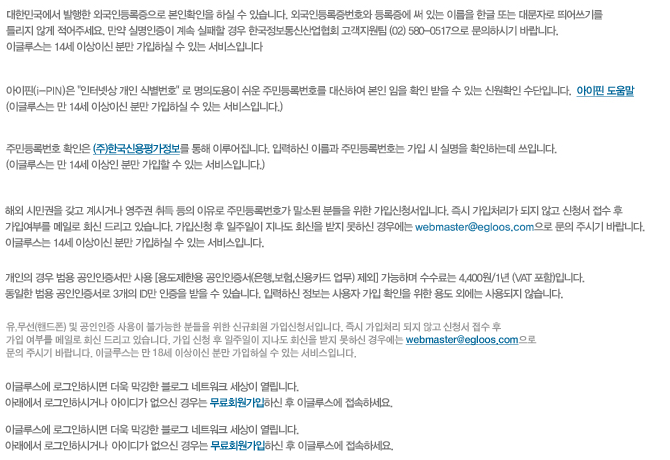 대한민국에서 발행한 외국인등록증으로 본인확인을 하실 수 있습니다. 외국인등록증번호와 등록증에 써 있는 이름을 한글 또는 대문자로 띄어쓰기를
틀리지 않게 적어주세요. 만약 실명인증이 계속 실패할 경우 한국정보통신산업협회 고객지원팀 (02) 580-0517으로 문의하시기 바랍니다.
이글루스는 14세 이상이신 분만 가입하실 수 있는 서비스입니다
아이핀(i-PIN)은 "인터넷상 개인 식별번호" 로 명의도용이 쉬운 주민등록번호를 대신하여 본인 임을 확인 받을 수 있는 신원확인 수단입니다. 아이핀 도움말
(이글루스는 만 14세 이상이신 분만 가입하실 수 있는 서비스입니다.)
주민등록번호 확인은 (주)한국신용평가정보를 통해 이루어집니다. 입력하신 이름과 주민등록번호는 가입 시 실명을 확인하는데 쓰입니다.
(이글루스는 만 14세 이상인 분만 가입할 수 있는 서비스입니다.)
해외 시민권을 갖고 계시거나 영주권 취득 등의 이유로 주민등록번호가 말소된 분들을 위한 가입신청서입니다. 즉시 가입처리가 되지 않고 신청서 접수 후
가입여부를 메일로 회신 드리고 있습니다. 가입신청 후 일주일이 지나도 회신을 받지 못하신 경우에는 webmaster@egloos.com으로 문의 주시기 바랍니다.
이글루스는 14세 이상이신 분만 가입하실 수 있는 서비스입니다.
개인의 경우 범용 공인인증서만 사용 [용도제한용 공인인증서(은행,보험,신용카드 업무) 제외] 가능하며 수수료는 4,400원/1년 (VAT 포함)입니다.
동일한 범용 공인인증서로 3개의 ID만 인증을 받을 수 있습니다. 입력하신 정보는 사용자 가입 확인을 위한 용도 외에는 사용되지 않습니다.
유.무선(핸드폰) 및 공인인증 사용이 불가능한 분들을 위한 신규회원 가입신청서입니다. 즉시 가입처리 되지 않고 신청서 접수 후
가입 여부를 메일로 회신 드리고 있습니다. 가입 신청 후 일주일이 지나도 회신을 받지 못하신 경우에는 webmaster@egloos.com으로
문의 주시기 바랍니다. 이글루스는 만 18세 이상이신 분만 가입하실 수 있는 서비스입니다.
이글루스에 로그인하시면 더욱 막강한 블로그 네트워크 세상이 열립니다.
아래에서 로그인하시거나 아이디가 없으신 경우는 무료회원가입하신 후 이글루스에 접속하세요.
이글루스에 로그인하시면 더욱 막강한 블로그 네트워크 세상이 열립니다.
아래에서 로그인하시거나 아이디가 없으신 경우는 무료회원가입하신 후 이글루스에 접속하세요.